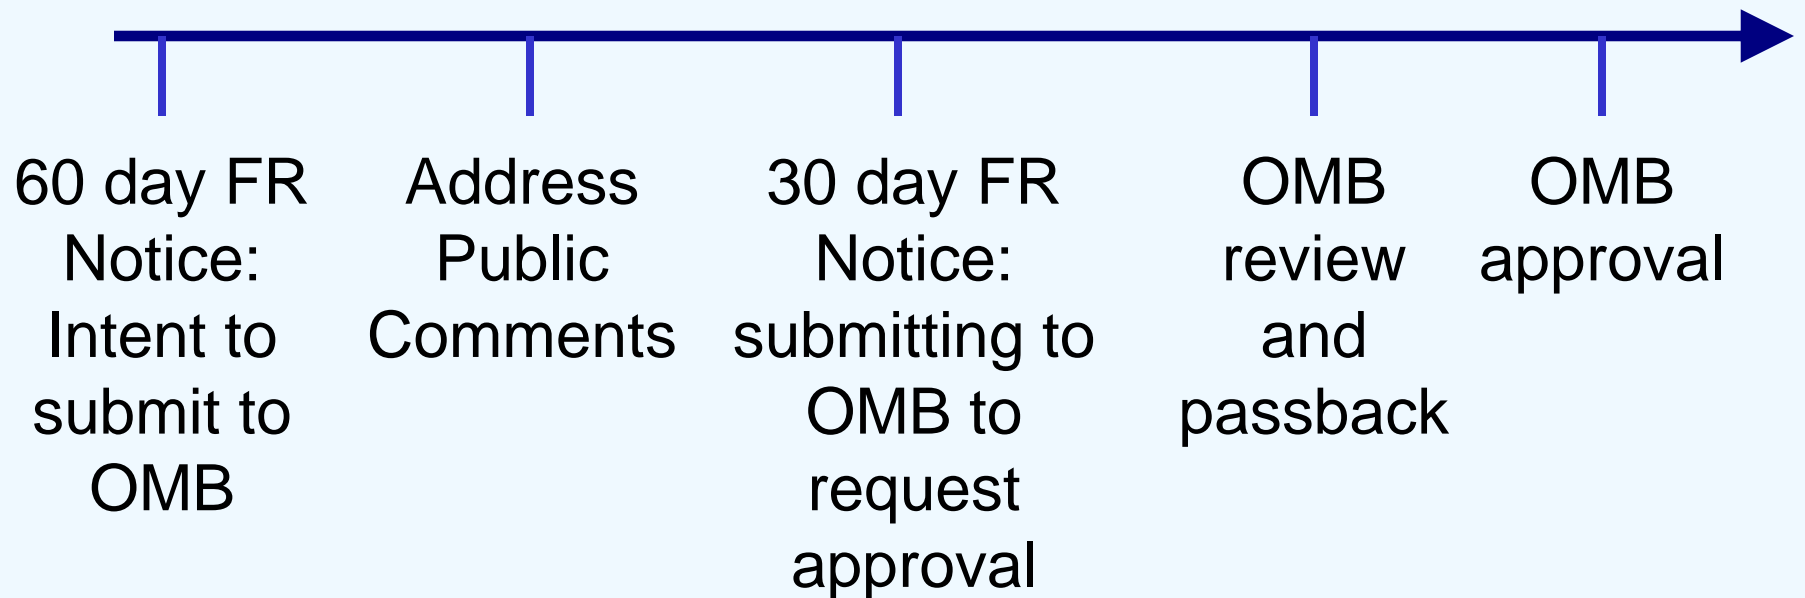 60 day FR
Notice:
Intent to
submit to
OMB
Address
Public
Comments
30 day FR
Notice:
submitting to
OMB to
request
approval
OMB
review
and
passback
OMB
approval